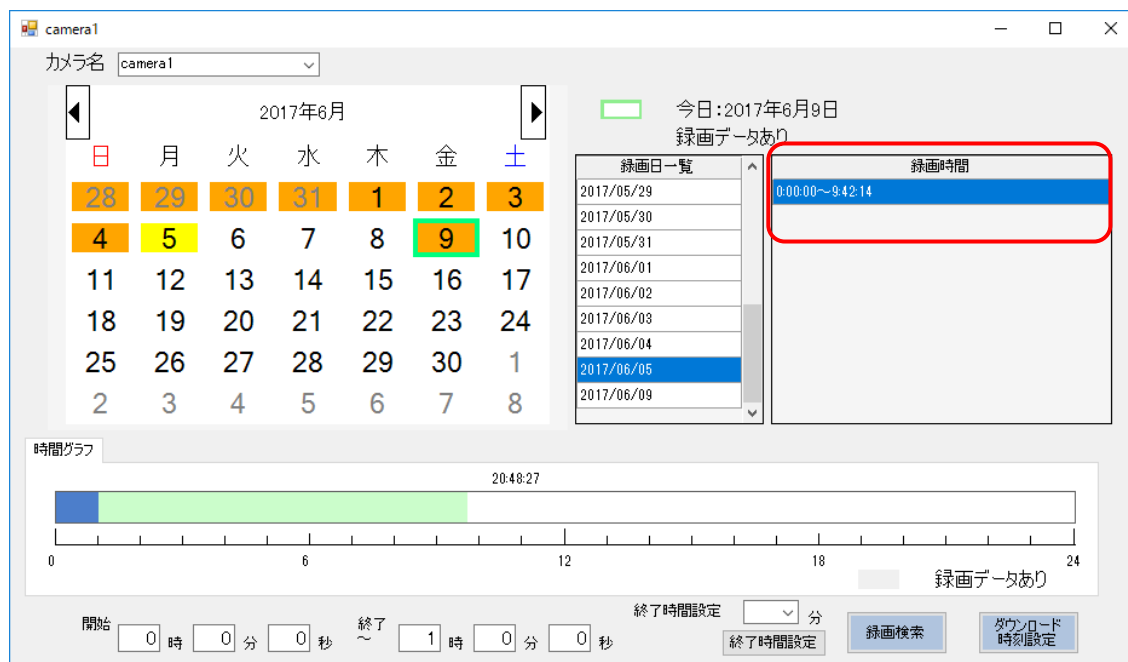 camera1
カメラ名 camera1
2017年6月
日 月 火 水 木 金 土
28 29 30 31 1 2 3
4 5 6 7 8 9 10
11 12 13 14 15 16 17
18 19 20 21 22 23 24
25 26 27 28 29 30 1
2 3 4 5 6 7 8
今日:2017年6月9日
録画データあり
録画日一覧
2017/05/29
2017/05/30
2017/05/31
2017/06/01
2017/06/02
2017/06/03
2017/06/04
2017/06/05
2017/06/09
録画時間
0:00:00～9:42:14
時間グラフ
20:48:27
0 6 12 18 24
録画データあり
開始 0 時 0 分 0 秒
終了
～ 1 時 0 分 0 秒
終了時間設定 分
終了時間設定
録画検索
ダウンロード
時刻設定